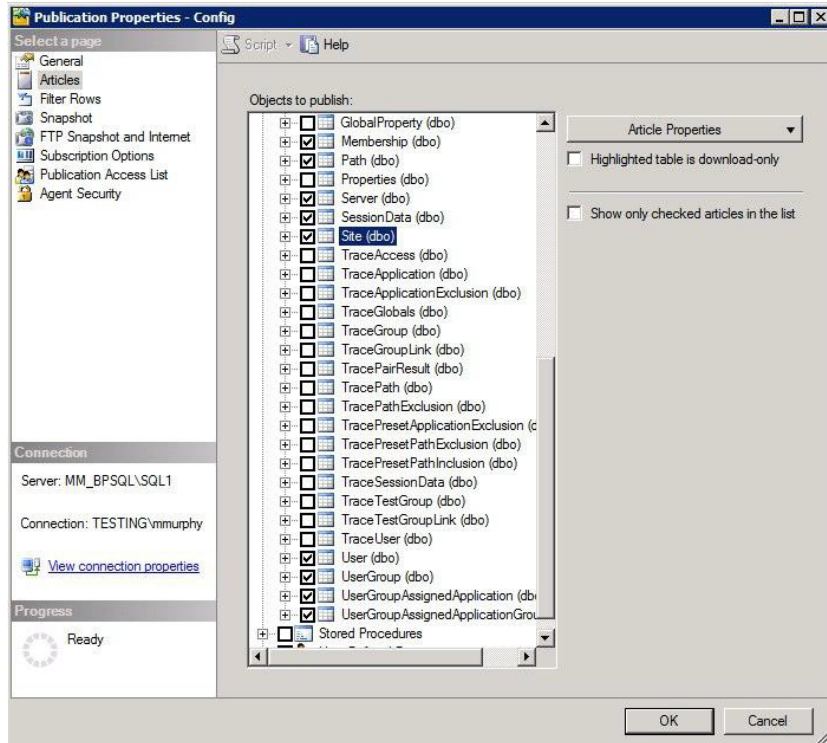 Publication Properties - Config
Select a page
General
Articles
Filter Rows
Snapshot
FTP Snapshot and Internet
Subscription Options
Publication Access List
Agent Security
Connection
Server: MM_BPSQL\SQL1
Connection: TESTING\mmurphy
View connection properties
Progress
Ready
Script
Help
Objects to publish:
GlobalProperty (dbo)
Membership (dbo)
Path (dbo)
Properties (dbo)
Server (dbo)
SessionData (dbo)
Site (dbo)
TraceAccess (dbo)
TraceApplication (dbo)
TraceApplicationExclusion (dbo)
TraceGlobals (dbo)
TraceGroup (dbo)
TraceGroupLink (dbo)
TracePairResult (dbo)
TracePath (dbo)
TracePathExclusion (dbo)
TracePresetApplicationExclusion (d
TracePresetPathExclusion (dbo)
TracePresetPathInclusion (dbo)
TraceSessionData (dbo)
TraceTestGroup (dbo)
TraceTestGroupLink (dbo)
TraceUser (dbo)
User (dbo)
UserGroup (dbo)
UserGroupAssignedApplication (db
UserGroupAssignedApplicationGrou
Stored Procedures
Article Properties
Highlighted table is download-only
Show only checked articles in the list
OK
Cancel